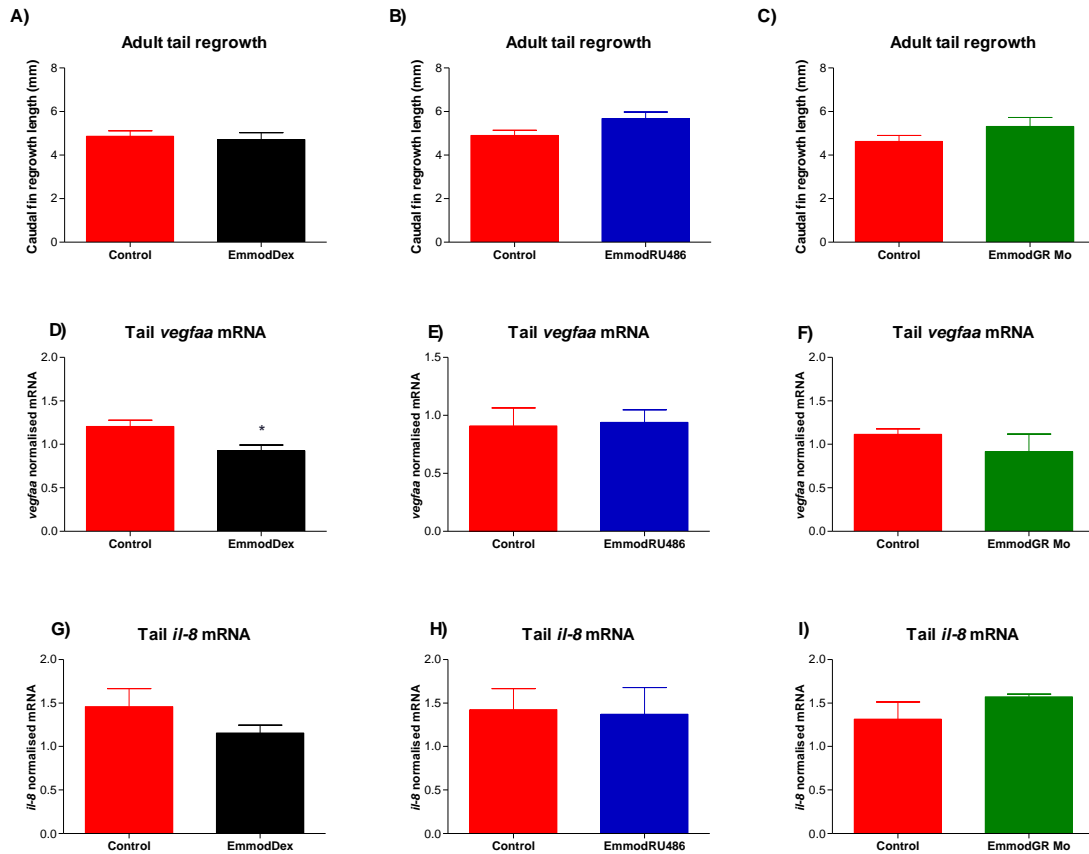 A)
Adult tail regrowth
Caudal fin regrowth length (mm)
8
6
4
2
0
Control
EmmodDex
B)
Adult tail regrowth
Caudal fin regrowth length (mm)
8
6
4
2
0
Control
EmmodRU486
C)
Adult tail regrowth
Caudal fin regrowth length (mm)
8
6
4
2
0
Control
EmmodGR Mo
D)
Tail vegfaa mRNA
vegfaa normalised mRNA
2.0
1.5
1.0
0.5
0.0
*
Control
EmmodDex
E)
Tail vegfaa mRNA
vegfaa normalised mRNA
1.5
1.0
0.5
0.0
Control
EmmodRU486
F)
Tail vegfaa mRNA
vegfaa normalised mRNA
2.0
1.5
1.0
0.5
0.0
Control
EmmodGR Mo
G)
Tail il-8 mRNA
il-8 normalised mRNA
2.0
1.5
1.0
0.5
0.0
Control
EmmodDex
H)
Tail il-8 mRNA
il-8 normalised mRNA
2.0
1.5
1.0
0.5
0.0
Control
EmmodRU486
I)
Tail il-8 mRNA
il-8 normalised mRNA
2.0
1.5
1.0
0.5
0.0
Control
EmmodGR Mo